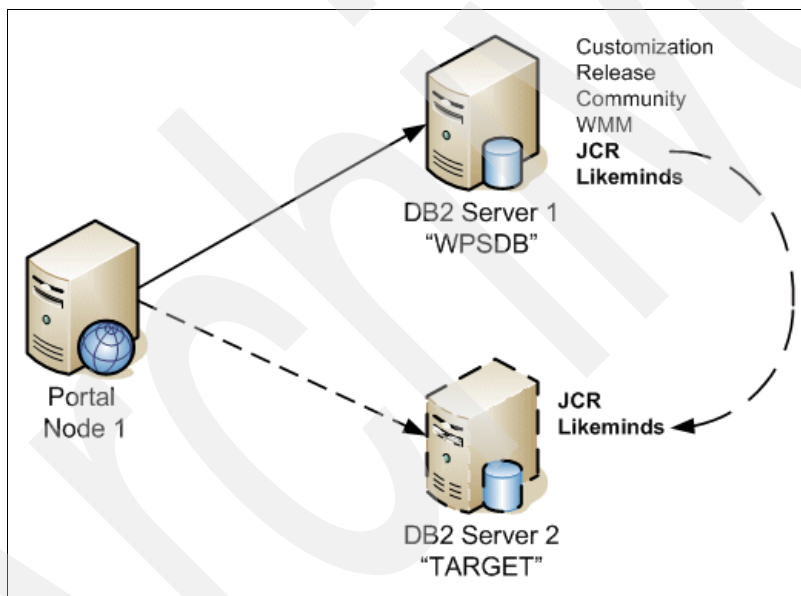 Customization
Release
Community
WMM
JCR
Likeminds
DB2 Server 1
“WPSDB”
Portal
Node 1
JCR
Likeminds
DB2 Server 2
“TARGET”